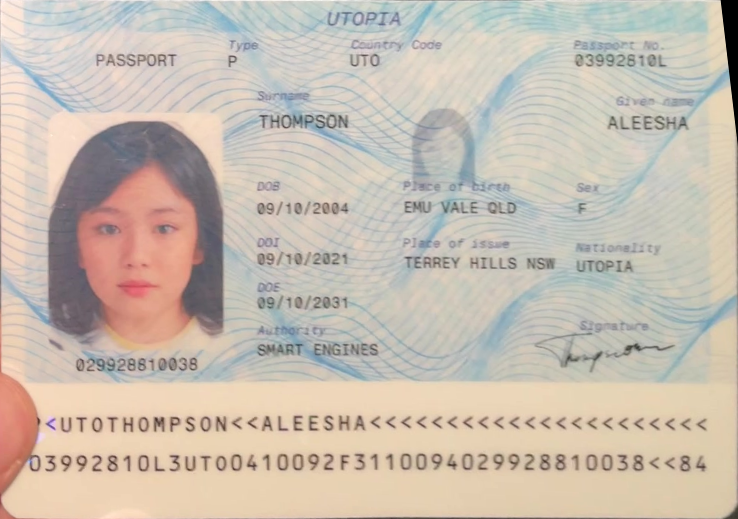 UTOPIA
Type Country Code Passport No.
PASSPORT P UTO 03992810L
Surname Given name
THOMPSON ALEESHA
DOB Place of birth Sex
09/10/2004 EMU VALE QLD F
DOI Place of issue Nationality
09/10/2021 TERREY HILLS NSW UTOPIA
DOE
09/10/2031
Authority Signature
SMART ENGINES Thompson
029928810038
<UTOTHOMPSON<<ALEESHA<<<<<<<<<<<<<<<<<<<<<<<
03992810L3UTO0410092F3110094029928810038<<84